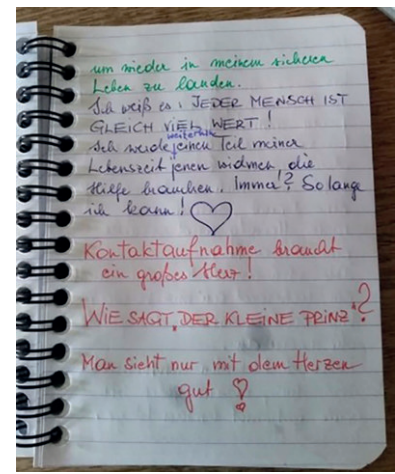 um wieder in meinem sicheren
Leben zu landen.
Ich weiß es: JEDER MENSCH IST
GLEICH VIEL WERT!
weiterhin
Ich werde einen Teil meiner
Lebenszeit jenen widmen, die
Hilfe brauchen. Immer? Solange
ich kann! ♡
Kontaktaufnahme braucht
ein großes Herz!
WIE SAGT „DER KLEINE PRINZ"?
Man sieht nur mit dem Herzen
gut